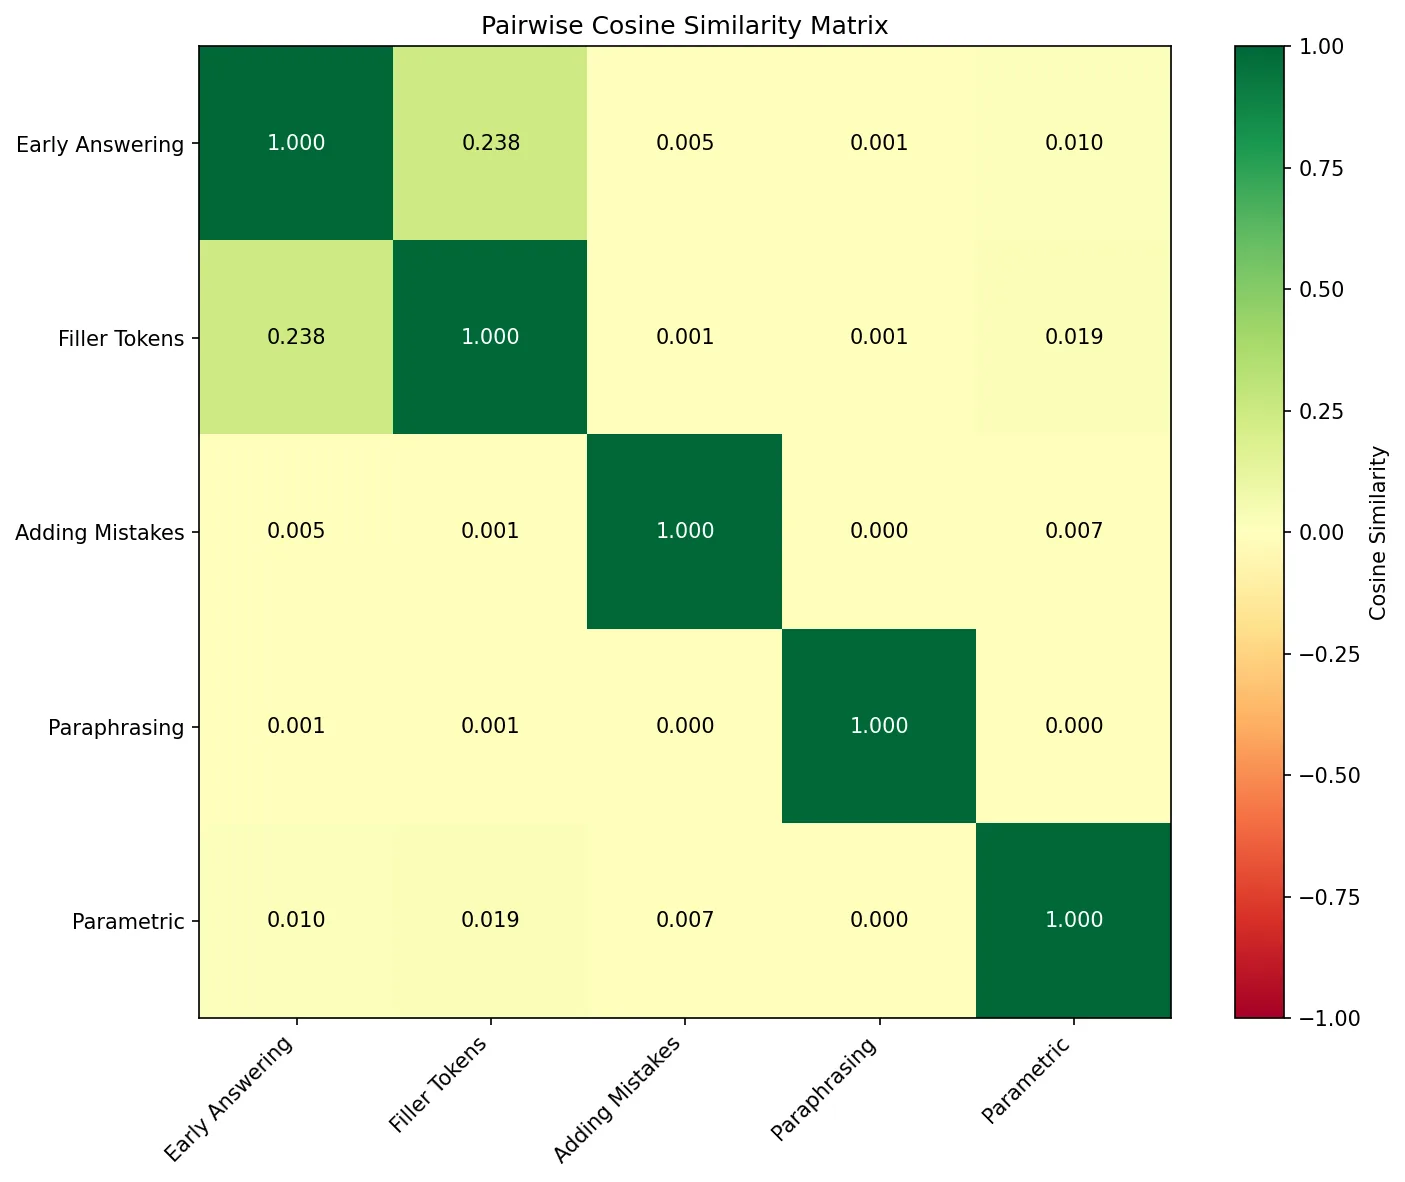 Pairwise Cosine Similarity Matrix
Early Answering 1.000 0.238 0.005 0.001 0.010
Filler Tokens 0.238 1.000 0.001 0.001 0.019
Adding Mistakes 0.005 0.001 1.000 0.000 0.007
Paraphrasing 0.001 0.001 0.000 1.000 0.000
Parametric 0.010 0.019 0.007 0.000 1.000
Early Answering
Filler Tokens
Adding Mistakes
Paraphrasing
Parametric
1.00
0.75
0.50
0.25
0.00
−0.25
−0.50
−0.75
−1.00
Cosine Similarity